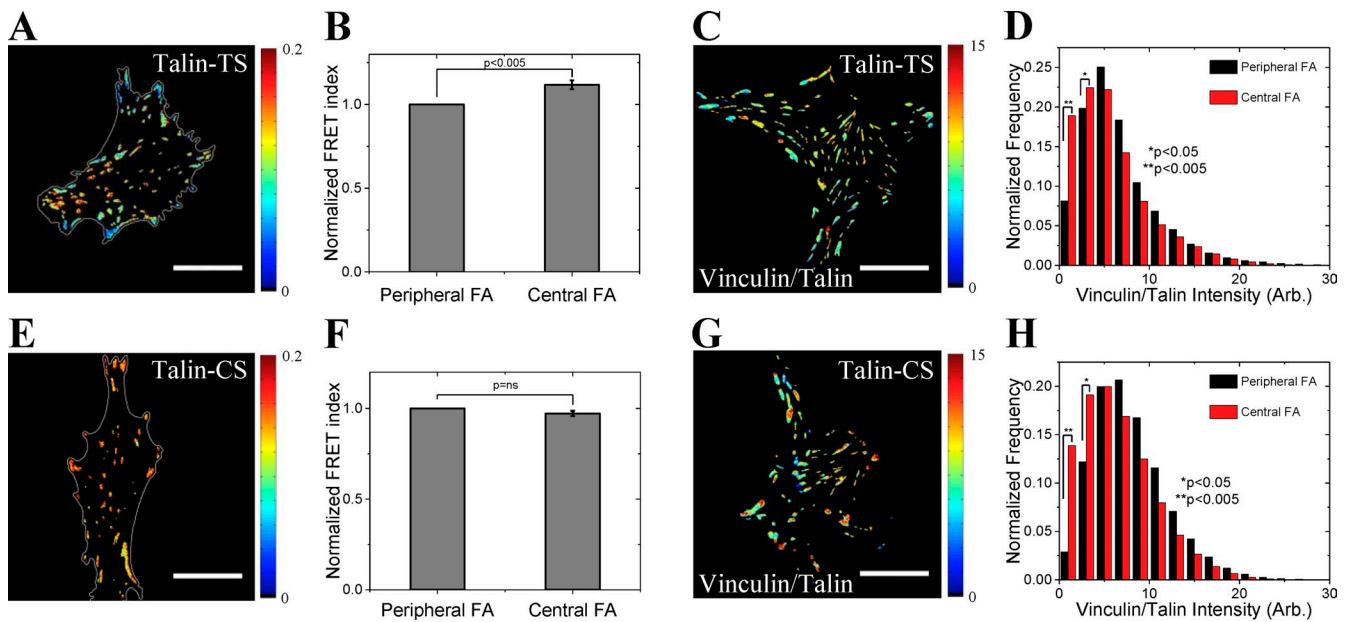 A
Talin-TS
0.2
0
B
p<0.005
Normalized FRET index
1.0
0.5
0.0
Peripheral FA
Central FA
C
Talin-TS
Vinculin/Talin
15
0
D
Normalized Frequency
0.25
0.20
0.15
0.10
0.05
0.00
**
*
Peripheral FA
Central FA
*p<0.05
**p<0.005
0
10
20
30
Vinculin/Talin Intensity (Arb.)
E
Talin-CS
0.2
0
F
p=ns
Normalized FRET index
1.0
0.5
0.0
Peripheral FA
Central FA
G
Talin-CS
Vinculin/Talin
15
0
H
Normalized Frequency
0.20
0.15
0.10
0.05
0.00
**
*
Peripheral FA
Central FA
*p<0.05
**p<0.005
0
10
20
30
Vinculin/Talin Intensity (Arb.)